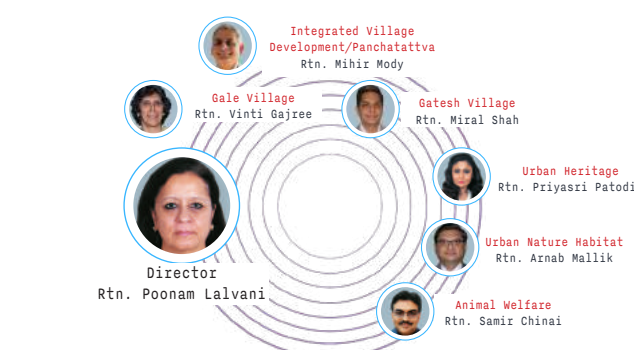 Integrated Village
Development/Panchatattva
Rtn. Mihir Mody
Gale Village
Rtn. Vinti Gajree
Gatesh Village
Rtn. Miral Shah
Urban Heritage
Rtn. Priyasri Patodi
Urban Nature Habitat
Rtn. Arnab Mallik
Director
Rtn. Poonam Lalvani
Animal Welfare
Rtn. Samir Chinai